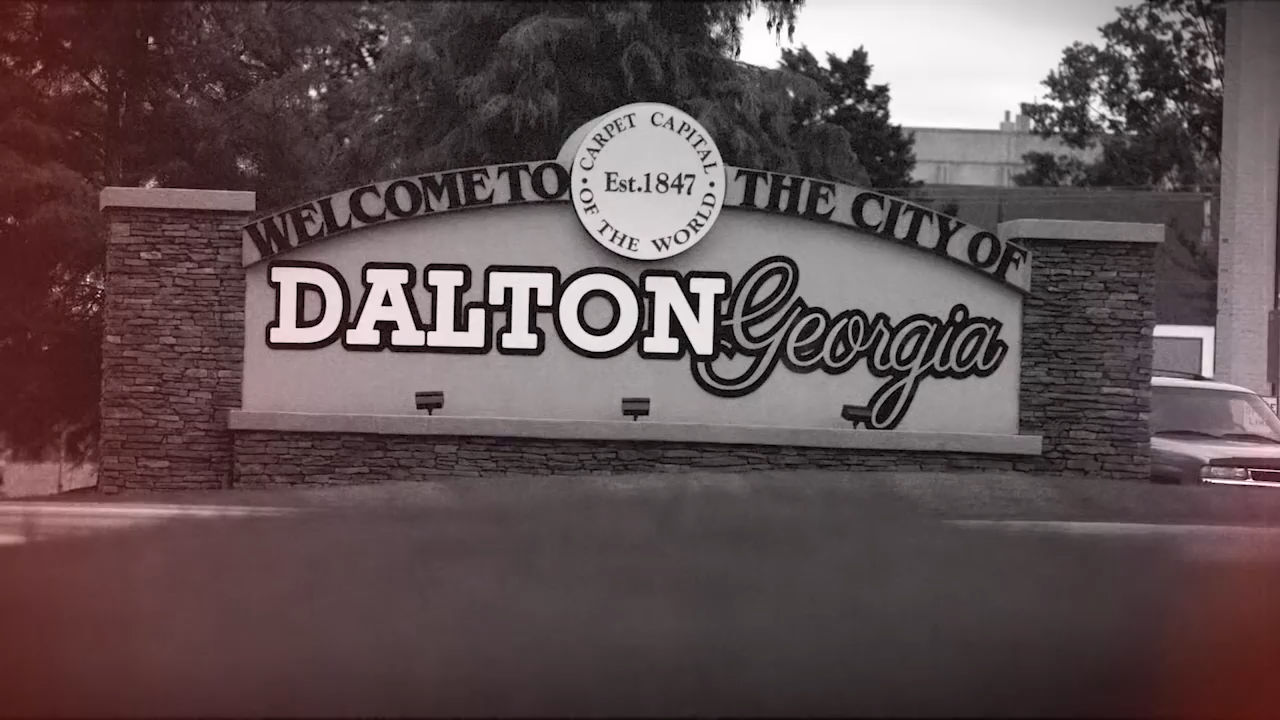 CARPET CAPITAL
Est.1847
OF THE WORLD
WELCOME TO THE CITY OF
DALTON Georgia